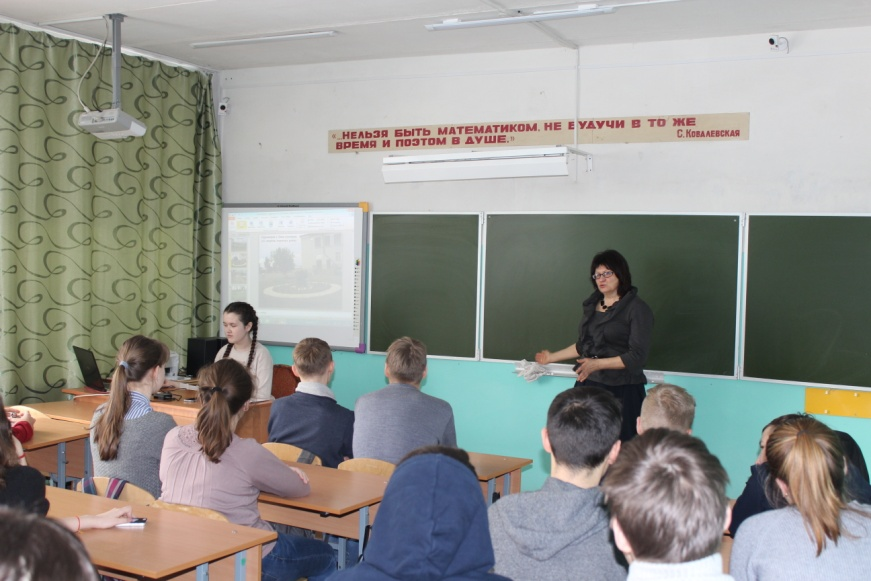 «...НЕЛЬЗЯ БЫТЬ МАТЕМАТИКОМ, НЕ БУДУЧИ В ТО ЖЕ
ВРЕМЯ И ПОЭТОМ В ДУШЕ.»
С. КОВАЛЕВСКАЯ